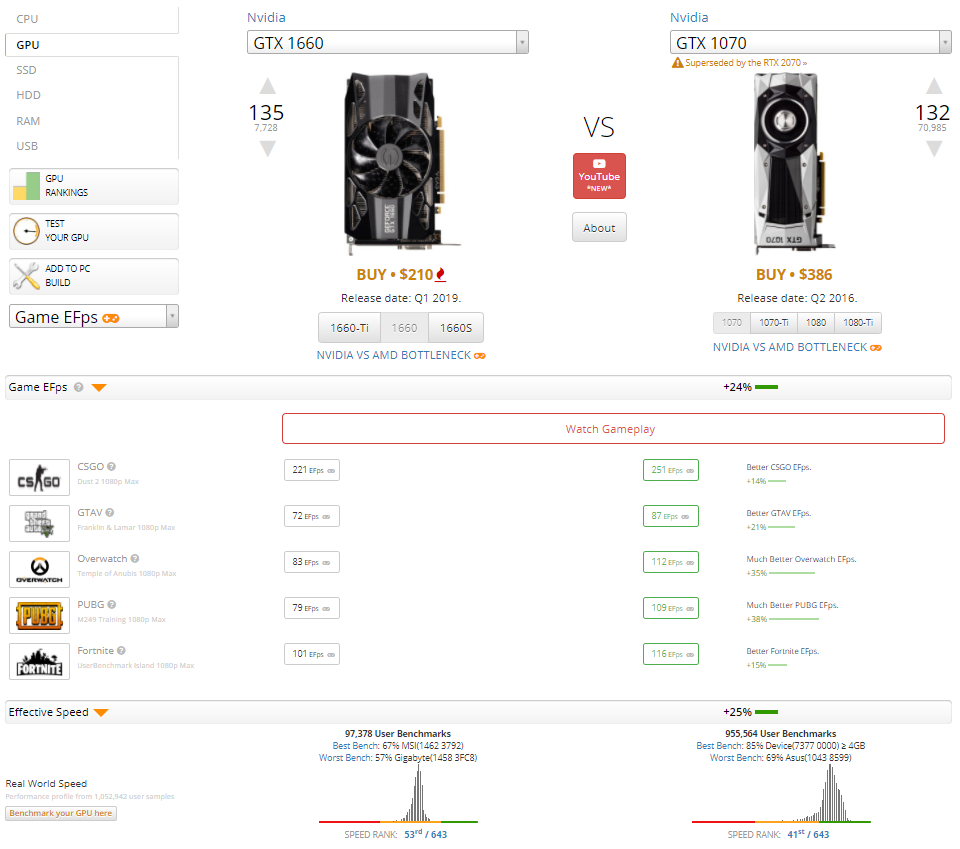 CPU
GPU
SSD
HDD
RAM
USB
GPU
RANKINGS
TEST
YOUR GPU
ADD TO PC
BUILD
Game EFps
Nvidia
GTX 1660
135
7,728
GEFORCE
GTX 1660
BUY • $210
Release date: Q1 2019.
1660-Ti 1660 1660S
NVIDIA VS AMD BOTTLENECK
VS
YouTube
*NEW*
About
Nvidia
GTX 1070
Superseded by the RTX 2070 »
132
70,985
GTX 1070
BUY • $386
Release date: Q2 2016.
1070 1070-Ti 1080 1080-Ti
NVIDIA VS AMD BOTTLENECK
Game EFps +24%
Watch Gameplay
CS GO CSGO 221 EFps 251 EFps Better CSGO EFps.
Dust 2 1080p Max +14%
GTAV 72 EFps 87 EFps Better GTAV EFps.
Franklin & Lamar 1080p Max +21%
OVERWATCH Overwatch 83 EFps 112 EFps Much Better Overwatch EFps.
Temple of Anubis 1080p Max +35%
PUBG PUBG 79 EFps 109 EFps Much Better PUBG EFps.
M249 Training 1080p Max +38%
FORTNITE Fortnite 101 EFps 116 EFps Better Fortnite EFps.
UserBenchmark Island 1080p Max +15%
Effective Speed +25%
97,378 User Benchmarks 955,564 User Benchmarks
Best Bench: 67% MSI(1462 3792) Best Bench: 85% Device(7377 0000) ≥ 4GB
Worst Bench: 57% Gigabyte(1458 3FC8) Worst Bench: 69% Asus(1043 8599)
Real World Speed
Performance profile from 1,052,942 user samples
Benchmark your GPU here
SPEED RANK: 53rd / 643 SPEED RANK: 41st / 643